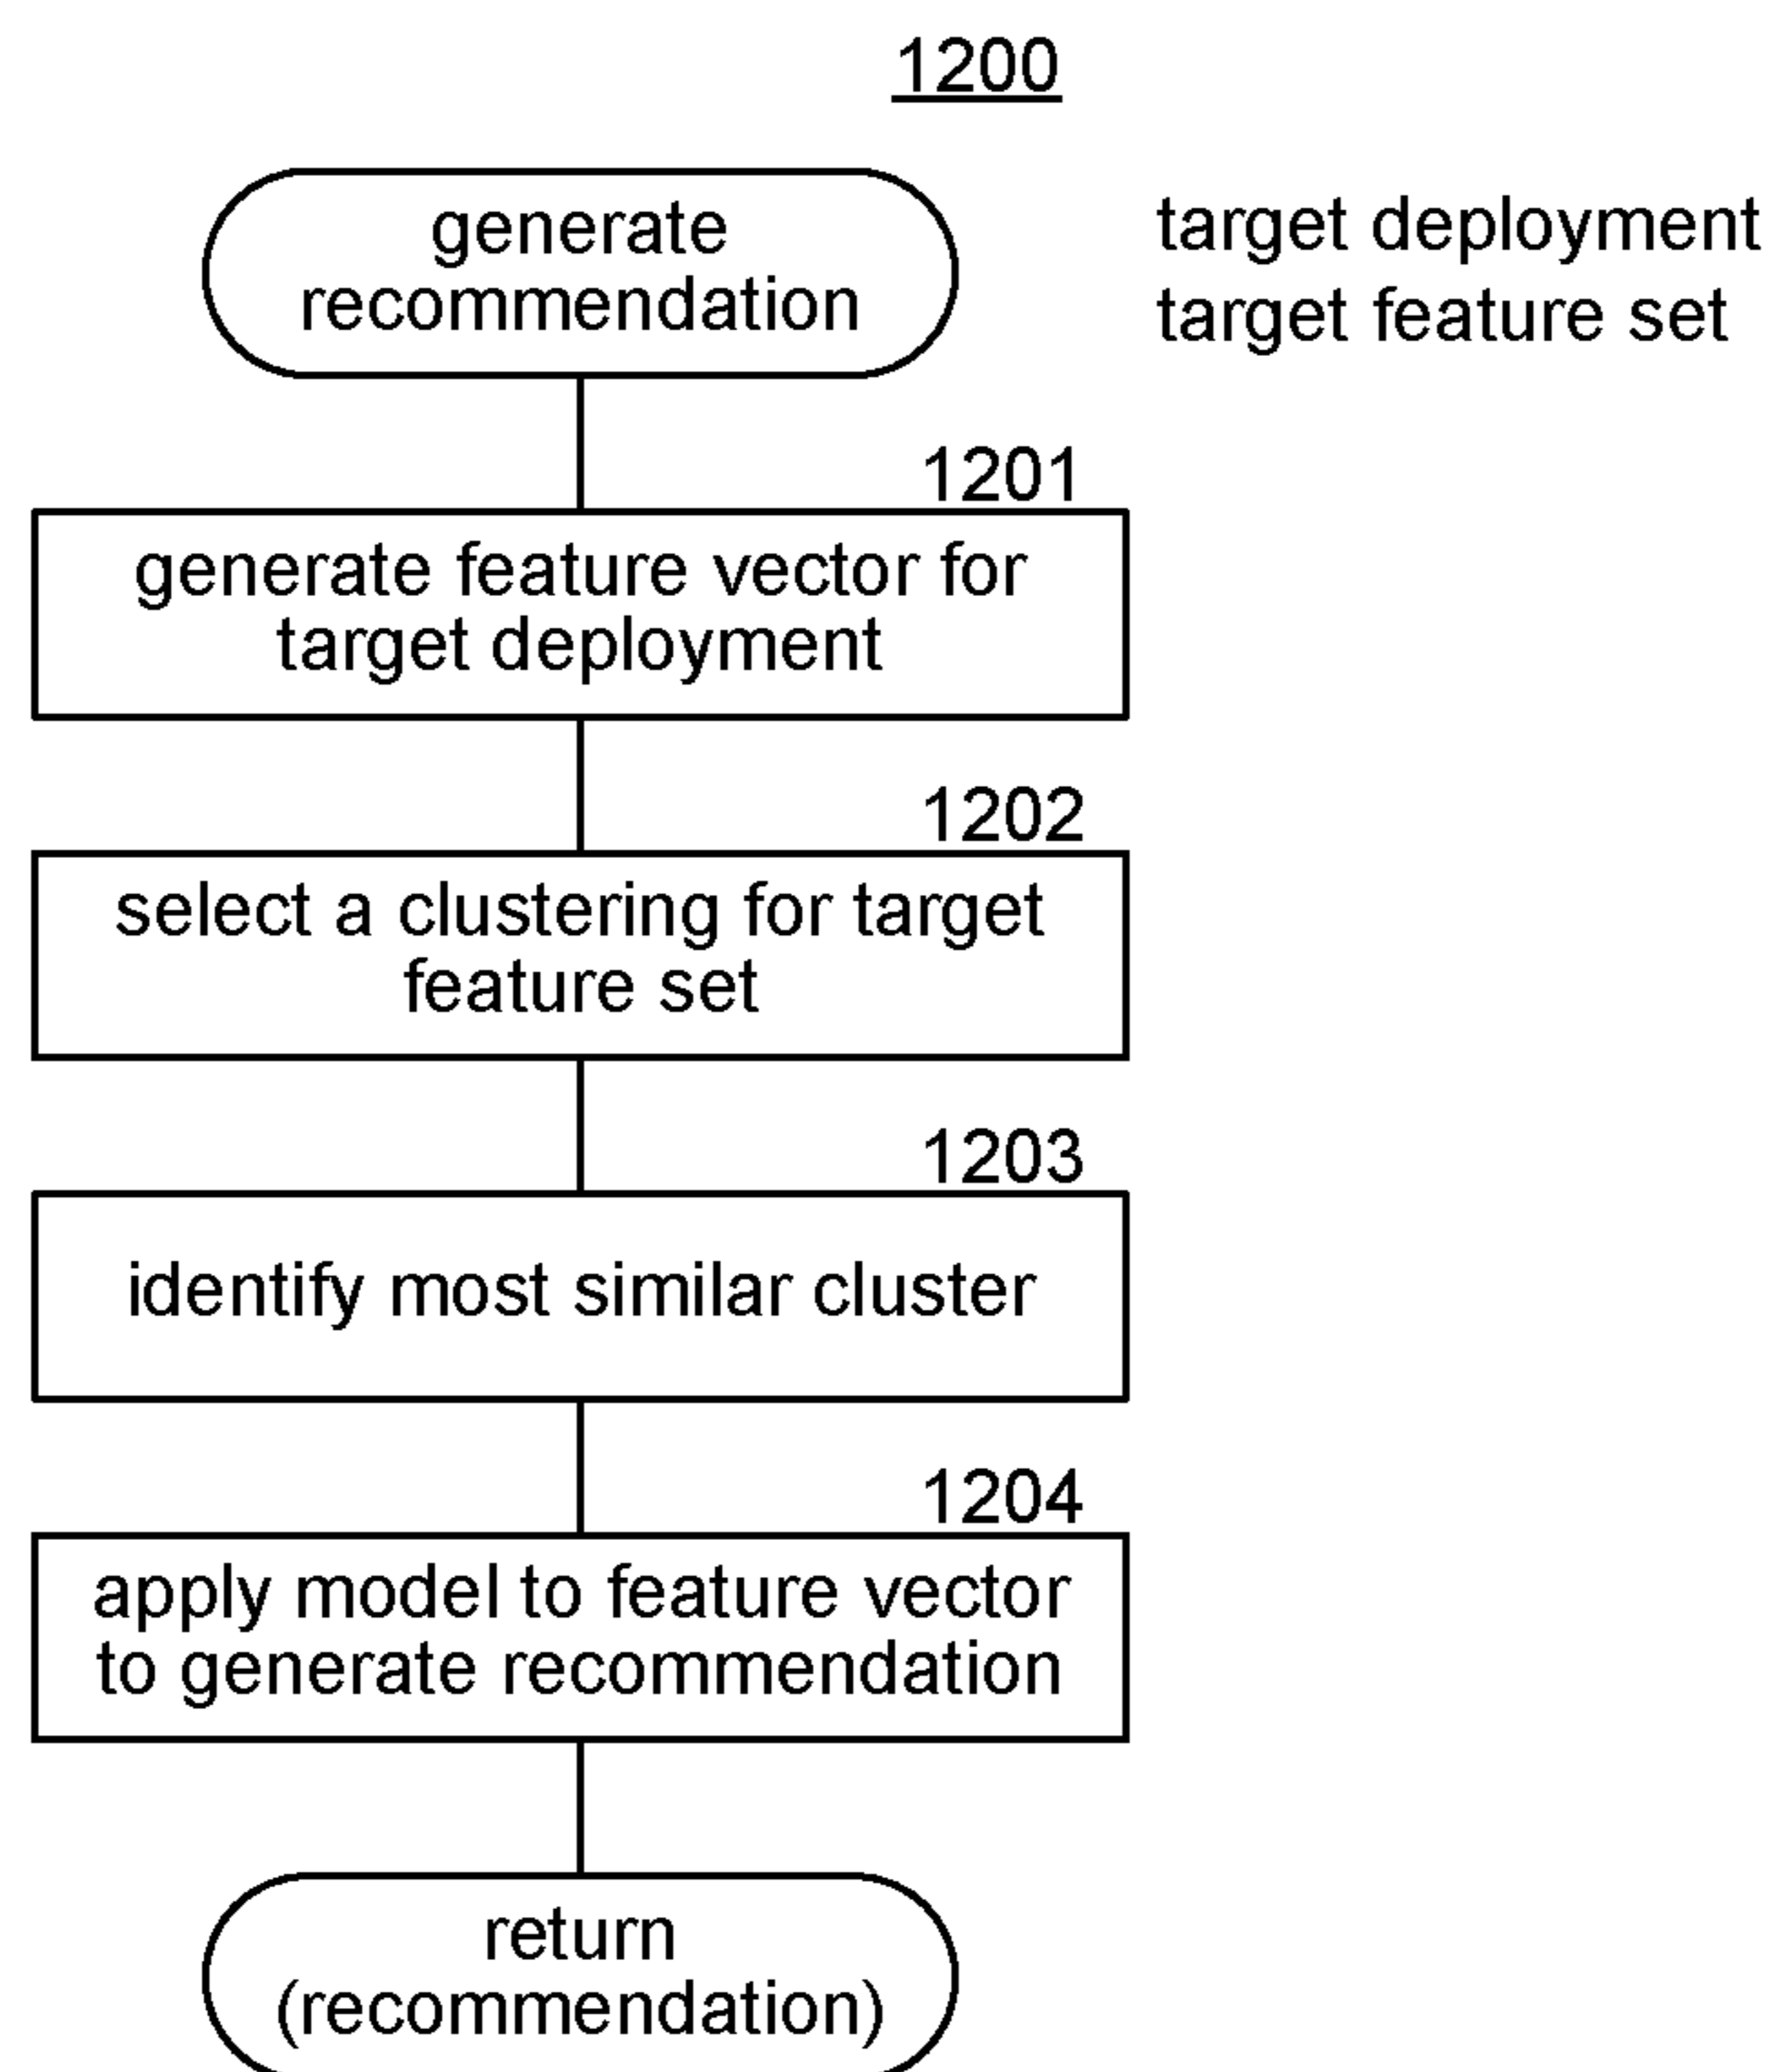 1200
generate
recommendation
target deployment
target feature set
1201
generate feature vector for
target deployment
1202
select a clustering for target
feature set
1203
identify most similar cluster
1204
apply model to feature vector
to generate recommendation
return
(recommendation)